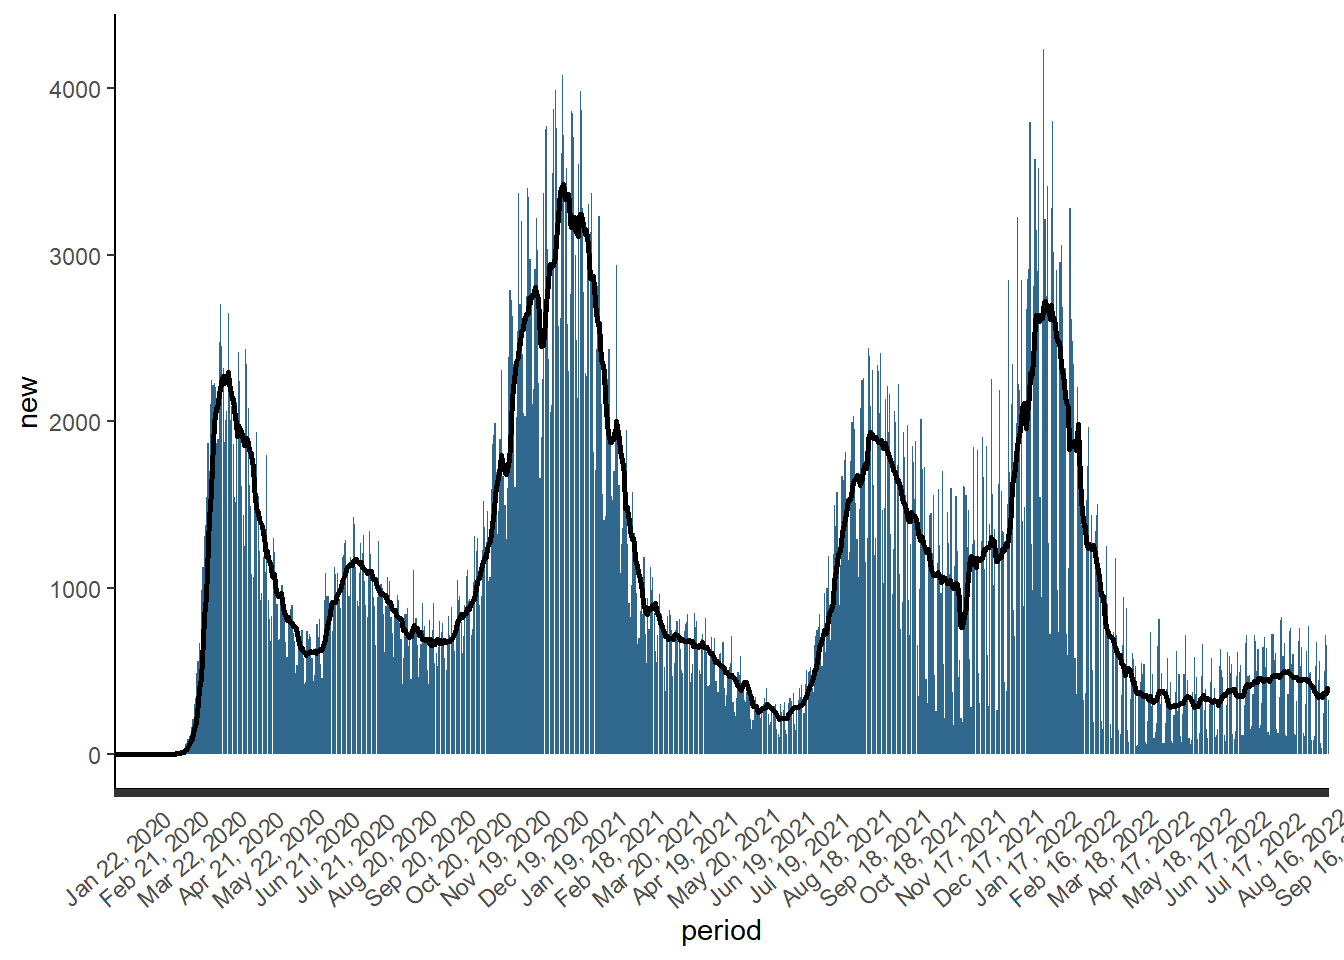 4000
3000
2000
1000
0
new
Jan 22, 2020
Feb 21, 2020
Mar 22, 2020
Apr 21, 2020
May 22, 2020
Jun 21, 2020
Jul 21, 2020
Aug 20, 2020
Sep 20, 2020
Oct 20, 2020
Nov 19, 2020
Dec 19, 2020
Jan 19, 2021
Feb 18, 2021
Mar 20, 2021
Apr 19, 2021
May 20, 2021
Jun 19, 2021
Jul 19, 2021
Aug 18, 2021
Sep 18, 2021
Oct 18, 2021
Nov 17, 2021
Dec 17, 2021
Jan 17, 2022
Feb 16, 2022
Mar 18, 2022
Apr 17, 2022
May 18, 2022
Jun 17, 2022
Jul 17, 2022
Aug 16, 2022
Sep 16,
period